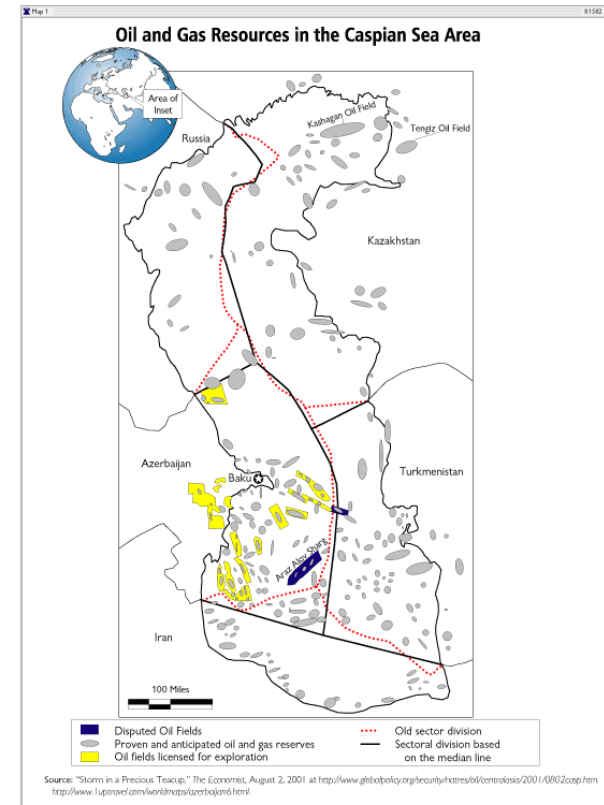 Map 1
B1582
Oil and Gas Resources in the Caspian Sea Area
Area of
Inset
Russia
Kashagan Oil Field
Tengiz Oil Field
Kazakhstan
Azerbaijan
Baku
Turkmenistan
Araz Alov Sharg
Iran
100 Miles
Disputed Oil Fields
Proven and anticipated oil and gas reserves
Oil fields licensed for exploration
Old sector division
Sectoral division based
on the median line
Source: "Storm in a Precious Teacup," The Economist, August 2, 2001 at http://www.globalpolicy.org/security/natres/oil/centralasia/2001/0802casp.htm.
http://www.1uptravel.com/worldmaps/azerbaijan6.html.